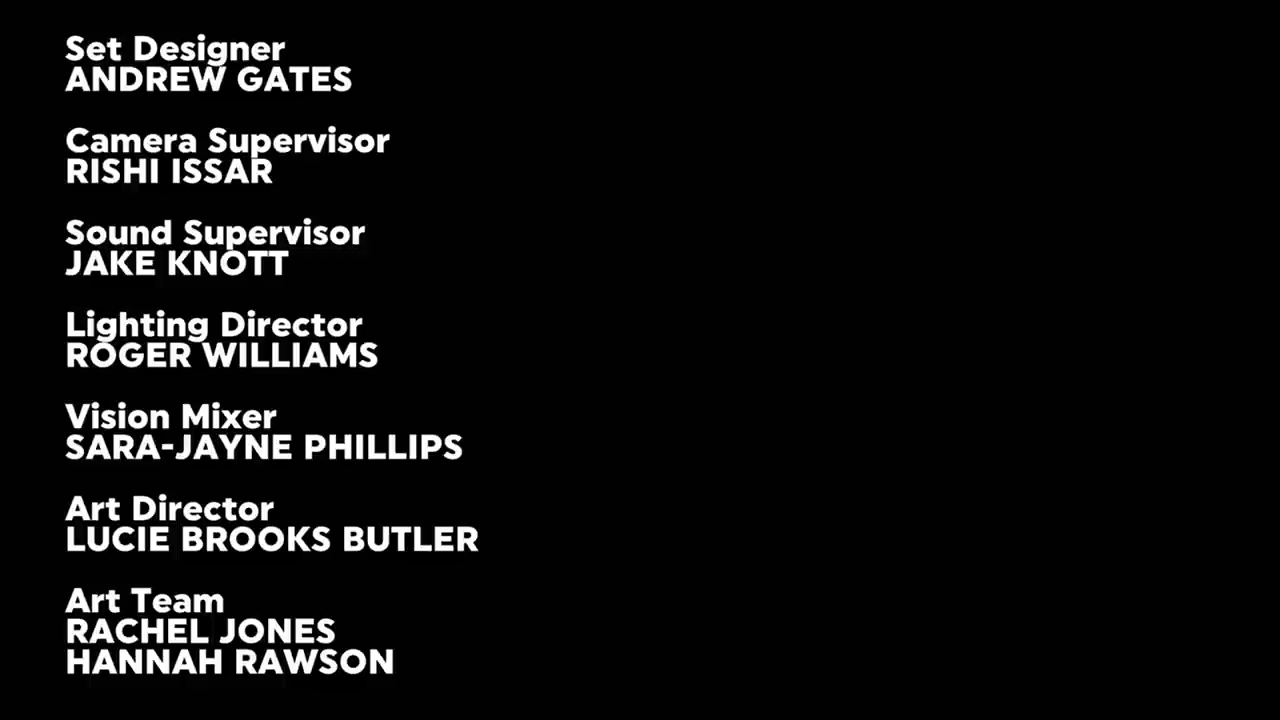 Set Designer
ANDREW GATES
Camera Supervisor
RISHI ISSAR
Sound Supervisor
JAKE KNOTT
Lighting Director
ROGER WILLIAMS
Vision Mixer
SARA-JAYNE PHILLIPS
Art Director
LUCIE BROOKS BUTLER
Art Team
RACHEL JONES
HANNAH RAWSON